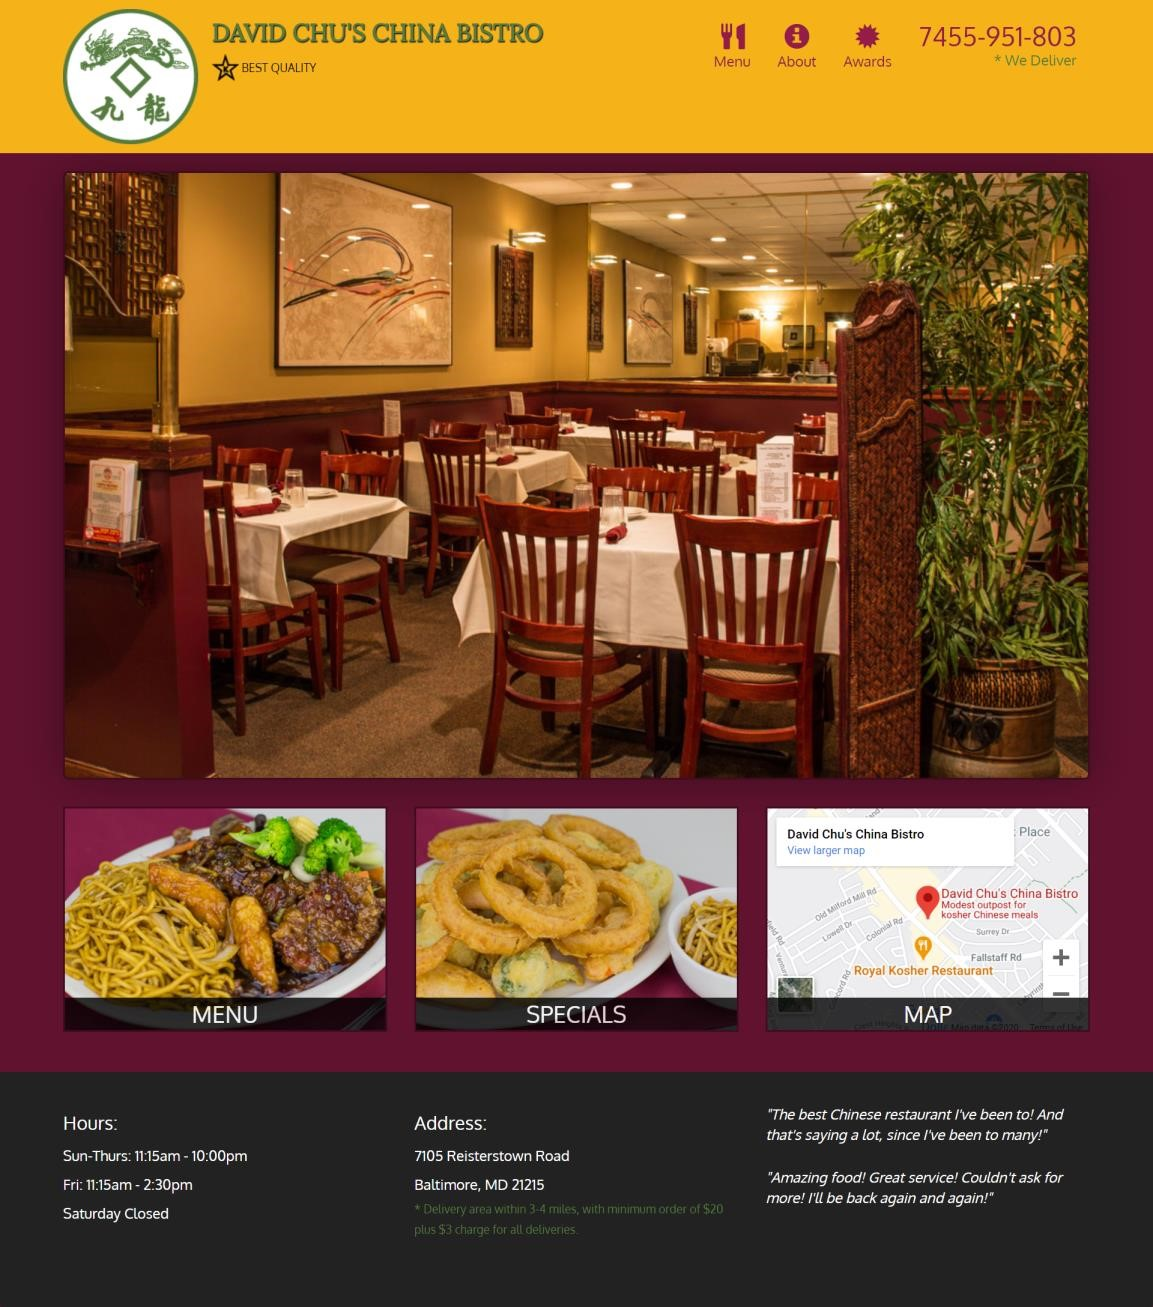 DAVID CHU'S CHINA BISTRO
BEST QUALITY
九 龍
Menu
About
Awards
7455-951-803
* We Deliver
David Chu's China Bistro
View larger map
Place
David Chu's China Bistro
Modest outpost for
kosher Chinese meals
Old Milford Mill Rd
Lowell Dr
Colonial Rd
Surrey Dr
Fallstaff Rd
Royal Kosher Restaurant
Map data ©2020
Terms of Use
MENU
SPECIALS
MAP
Hours:
Sun-Thurs: 11:15am - 10:00pm
Fri: 11:15am - 2:30pm
Saturday Closed
Address:
7105 Reisterstown Road
Baltimore, MD 21215
* Delivery area within 3-4 miles, with minimum order of $20
plus $3 charge for all deliveries.
"The best Chinese restaurant I've been to! And
that's saying a lot, since I've been to many!"
"Amazing food! Great service! Couldn't ask for
more! I'll be back again and again!"